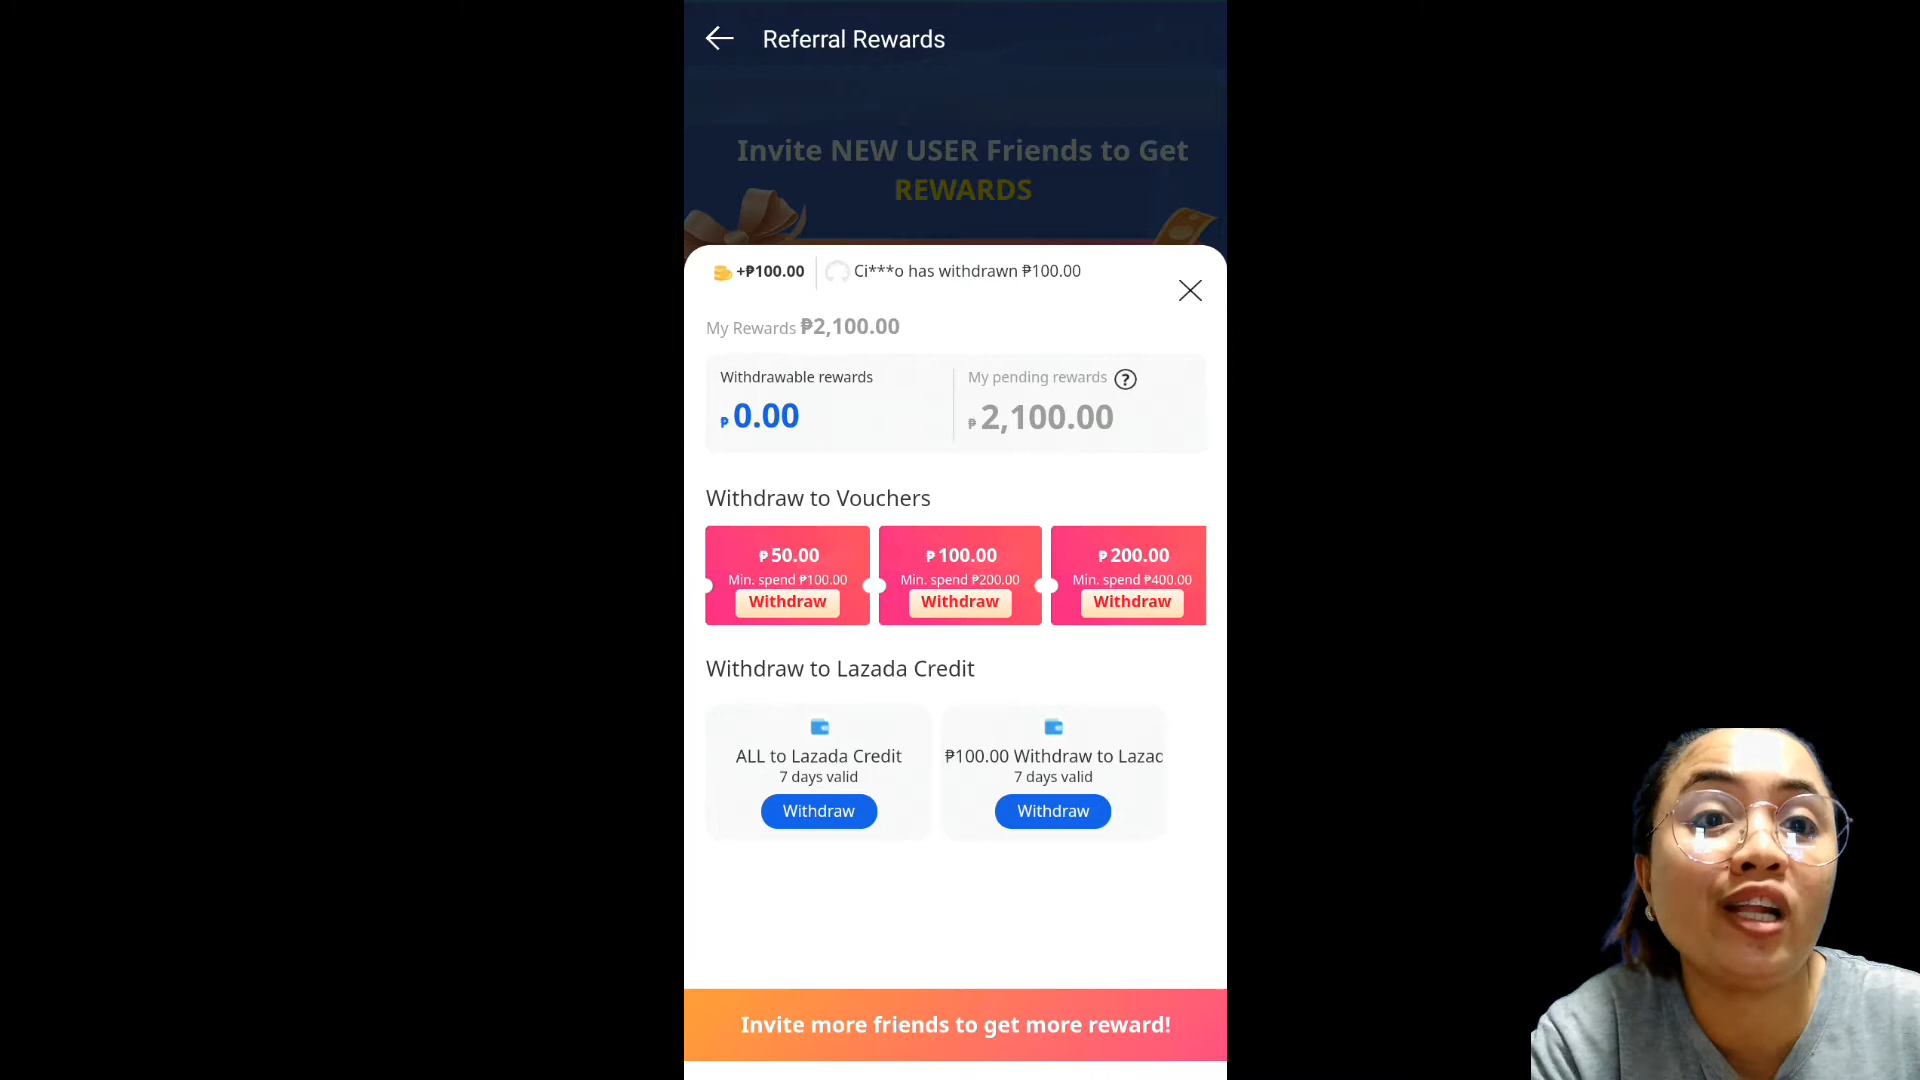 Referral Rewards
Invite NEW USER Friends to Get
REWARDS
+₱100.00 Ci***o has withdrawn ₱100.00
My Rewards ₱2,100.00
Withdrawable rewards
₱ 0.00
My pending rewards ?
₱ 2,100.00
Withdraw to Vouchers
₱ 50.00
Min. spend ₱100.00
Withdraw
₱ 100.00
Min. spend ₱200.00
Withdraw
₱ 200.00
Min. spend ₱400.00
Withdraw
Withdraw to Lazada Credit
ALL to Lazada Credit
7 days valid
Withdraw
₱100.00 Withdraw to Lazac
7 days valid
Withdraw
Invite more friends to get more reward!